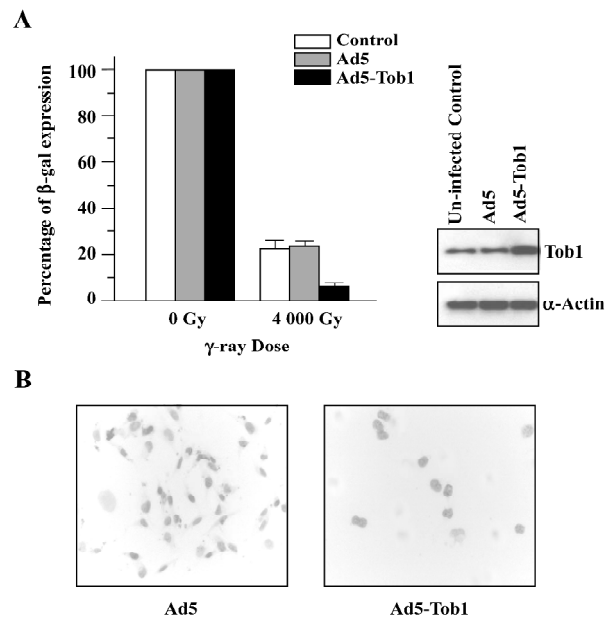 A
Control
Ad5
Ad5-Tob1
Percentage of β-gal expression
100
80
60
40
20
0
0 Gy
4 000 Gy
γ-ray Dose
Un-infected Control
Ad5
Ad5-Tob1
Tob1
α-Actin
B
Ad5
Ad5-Tob1